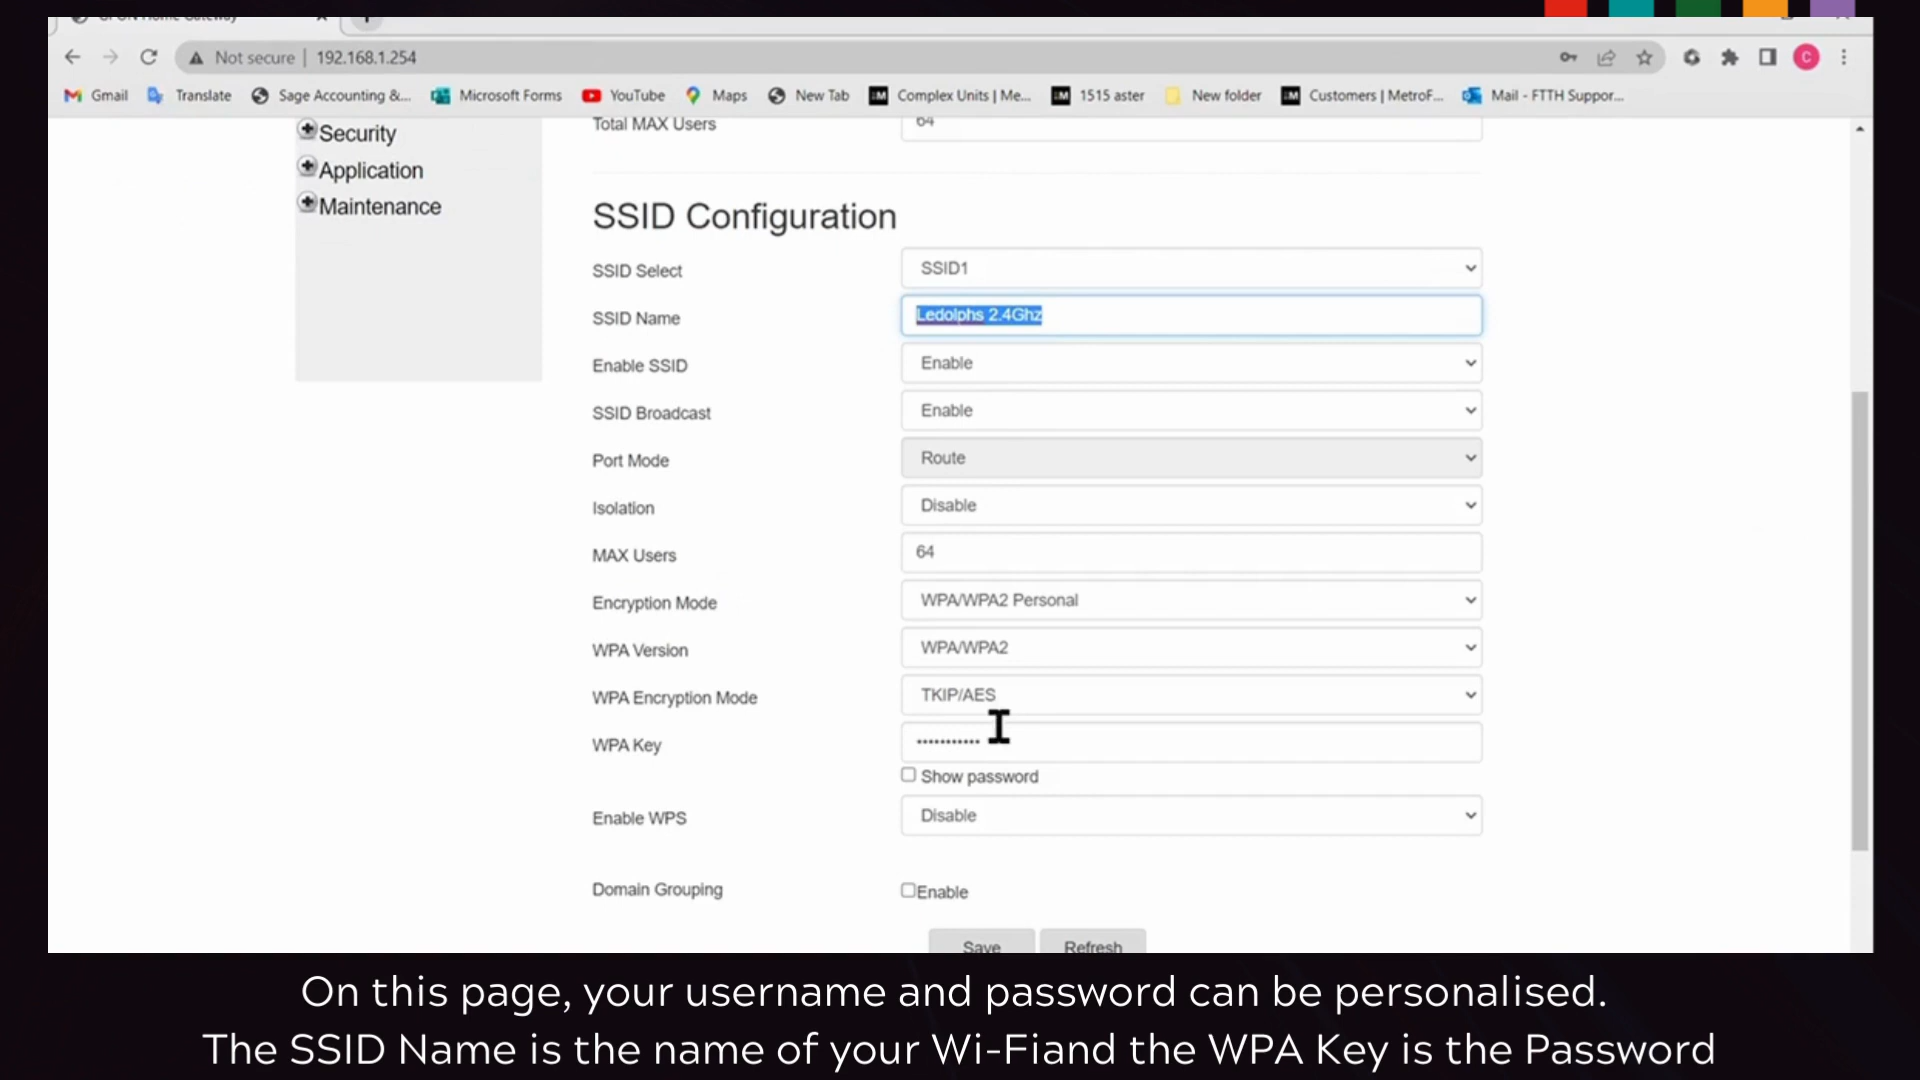 GPON Home Gateway
Not secure | 192.168.1.254
C
Gmail Translate Sage Accounting &... Microsoft Forms YouTube Maps New Tab Complex Units | Me... 1515 aster New folder Customers | MetroF... Mail - FTTH Suppor...
Security
Application
Maintenance
Total MAX Users 64
SSID Configuration
SSID Select SSID1
SSID Name Ledolphs 2.4Ghz
Enable SSID Enable
SSID Broadcast Enable
Port Mode Route
Isolation Disable
MAX Users 64
Encryption Mode WPA/WPA2 Personal
WPA Version WPA/WPA2
WPA Encryption Mode TKIP/AES
WPA Key ...........
Show password
Enable WPS Disable
Domain Grouping Enable
Save Refresh
On this page, your username and password can be personalised.
The SSID Name is the name of your Wi-Fiand the WPA Key is the Password